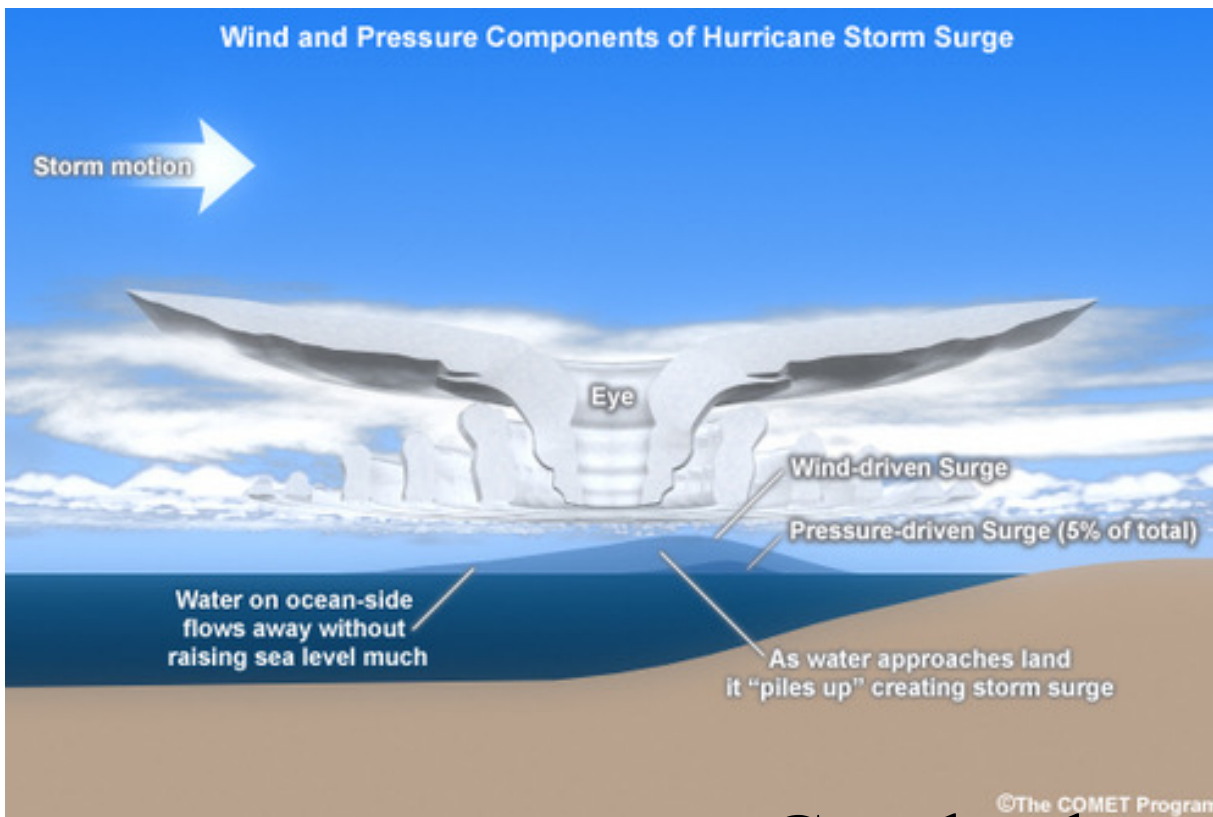 Wind and Pressure Components of Hurricane Storm Surge
Storm motion
Eye
Wind-driven Surge
Pressure-driven Surge (5% of total)
Water on ocean-side
flows away without
raising sea level much
As water approaches land
it “piles up” creating storm surge
©The COMET Program